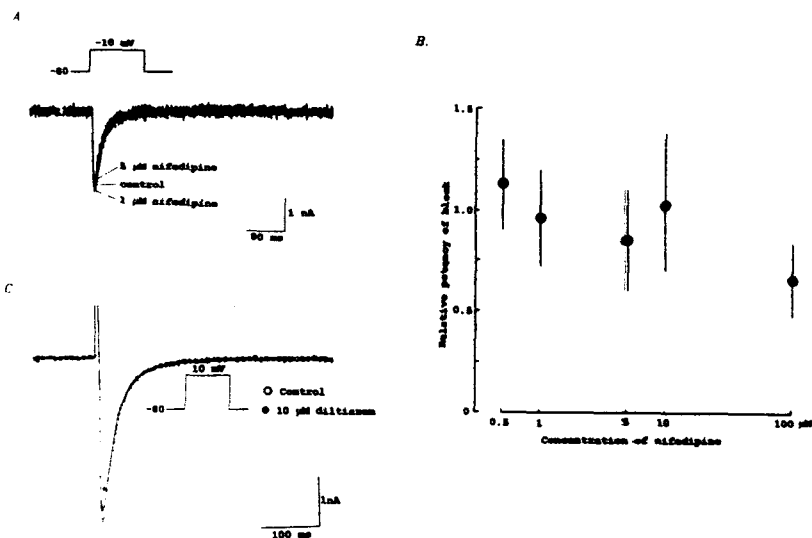 A
-10 mV
-80
5 µM nifedipine
control
1 µM nifedipine
1 nA
80 ms
B.
1.5
1.0
0.5
0
Relative potency of block
0.5 1 5 10 100 µM
Concentration of nifedipine
C
10 mV
-80
Control
10 µM diltiazem
1nA
100 ms